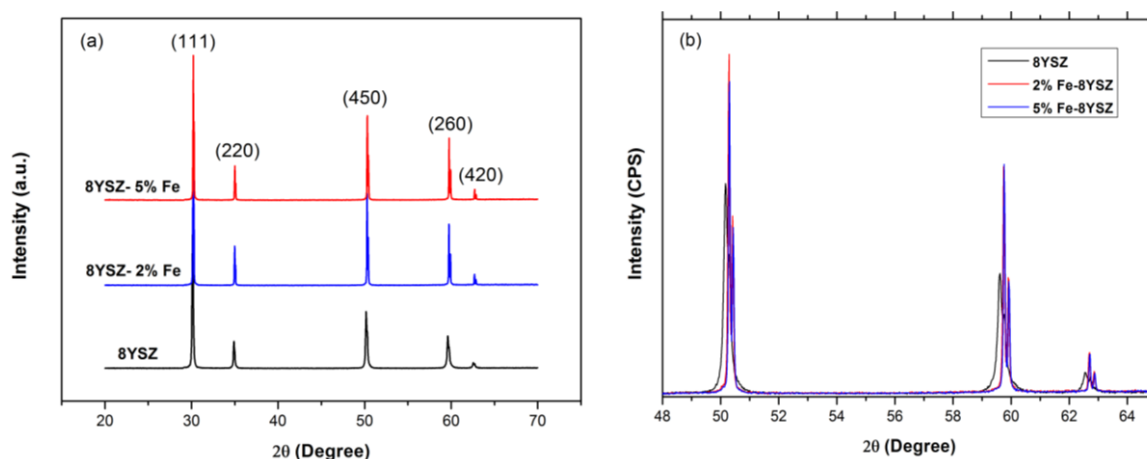 (a)
(111)
(220)
(450)
(260)
(420)
8YSZ- 5% Fe
8YSZ- 2% Fe
8YSZ
Intensity (a.u.)
20 30 40 50 60 70
2θ (Degree)
(b)
8YSZ
2% Fe-8YSZ
5% Fe-8YSZ
Intensity (CPS)
48 50 52 54 56 58 60 62 64
2θ (Degree)